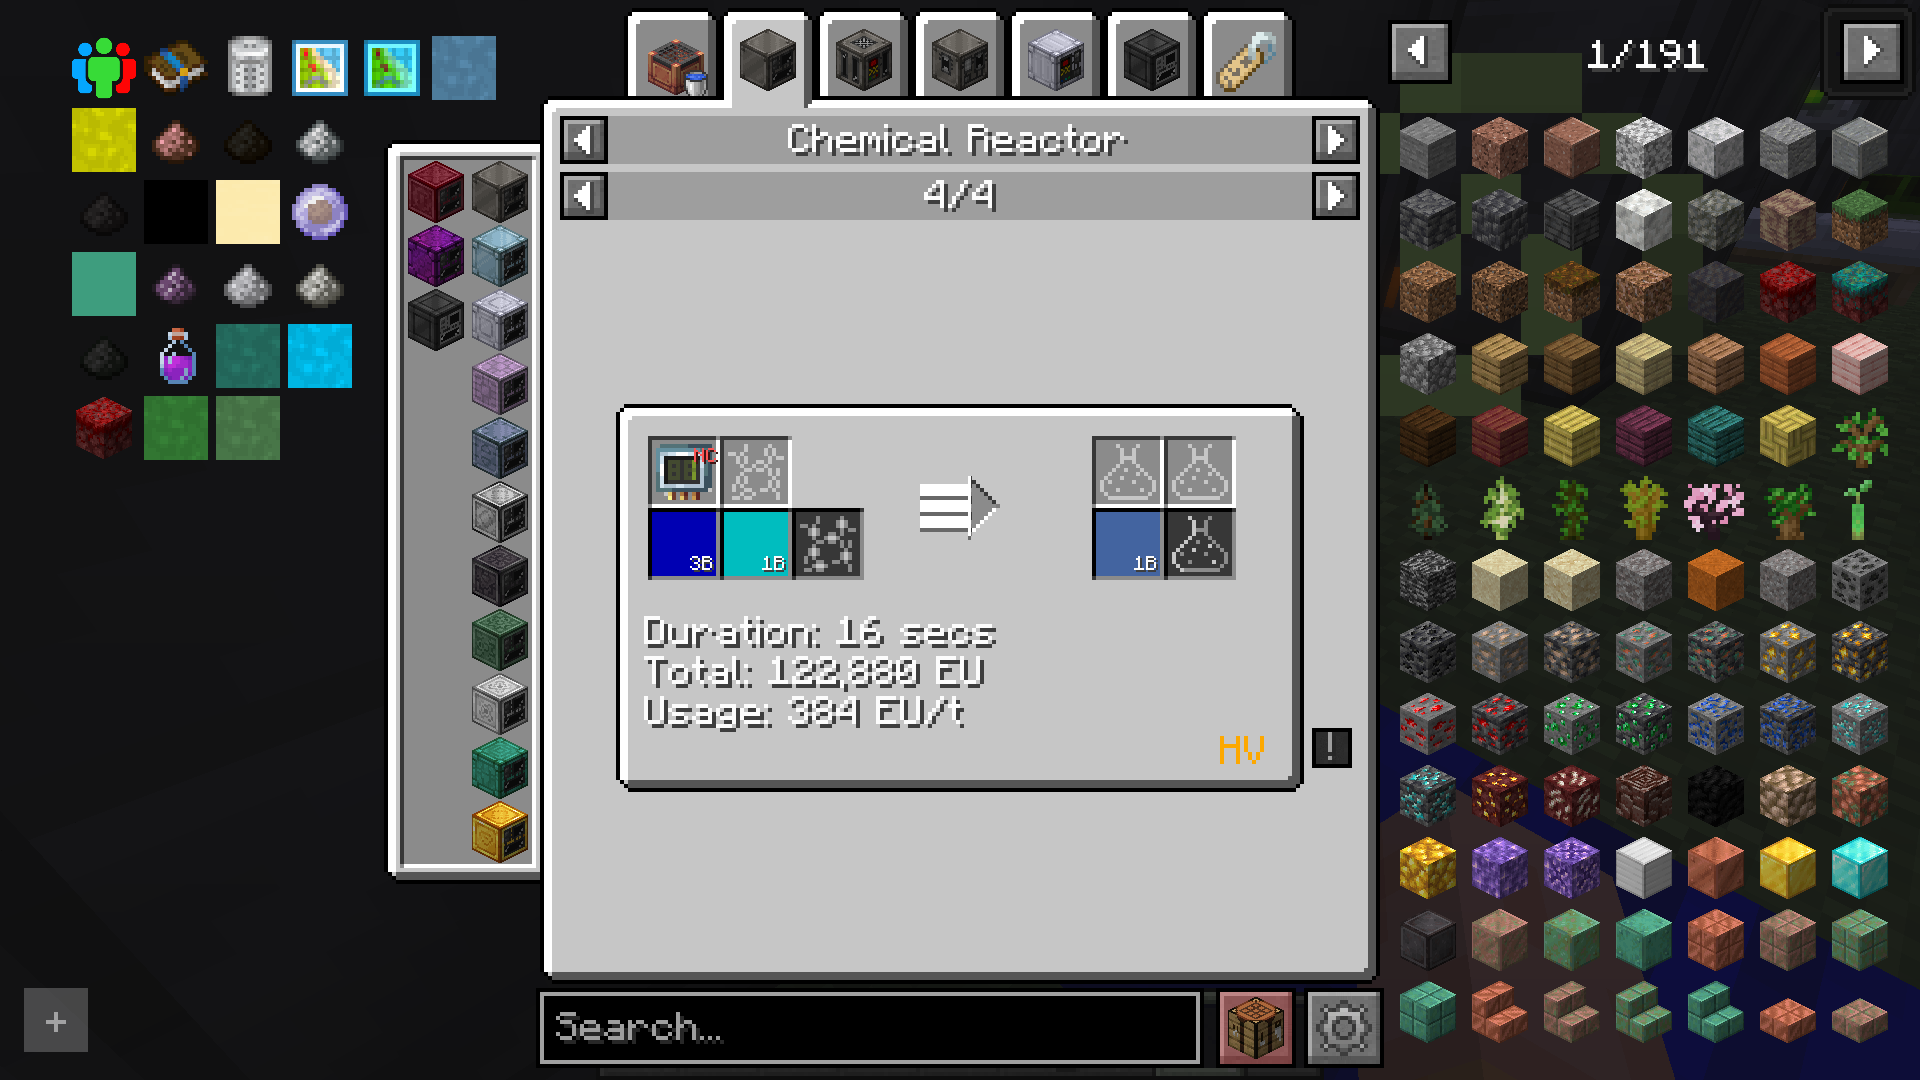 1/191
Chemical Reactor
4/4
NC
3B
1B
1B
Duration: 16 secs
Total: 122,880 EU
Usage: 384 EU/t
HV
!
Search...
+